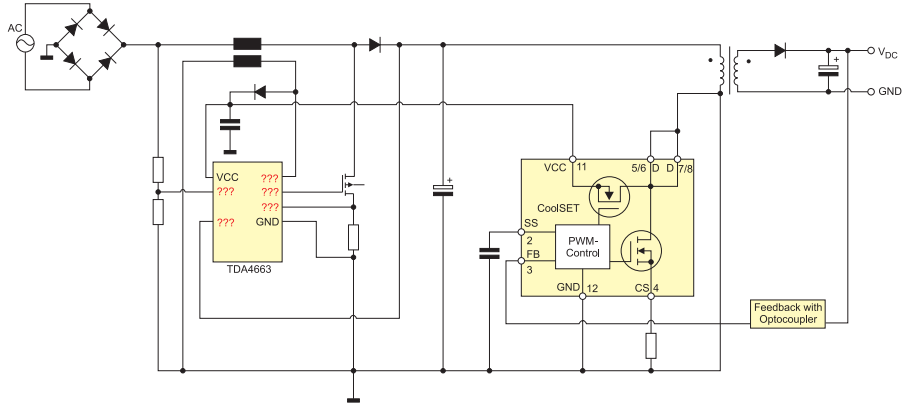 AC
VCC
???
???
???
???
???
GND
TDA4663
VCC
11
5/6
D
D
7/8
CoolSET
SS
2
FB
3
PWM-
Control
GND
12
CS
4
Feedback with
Optocoupler
+
+
VDC
GND